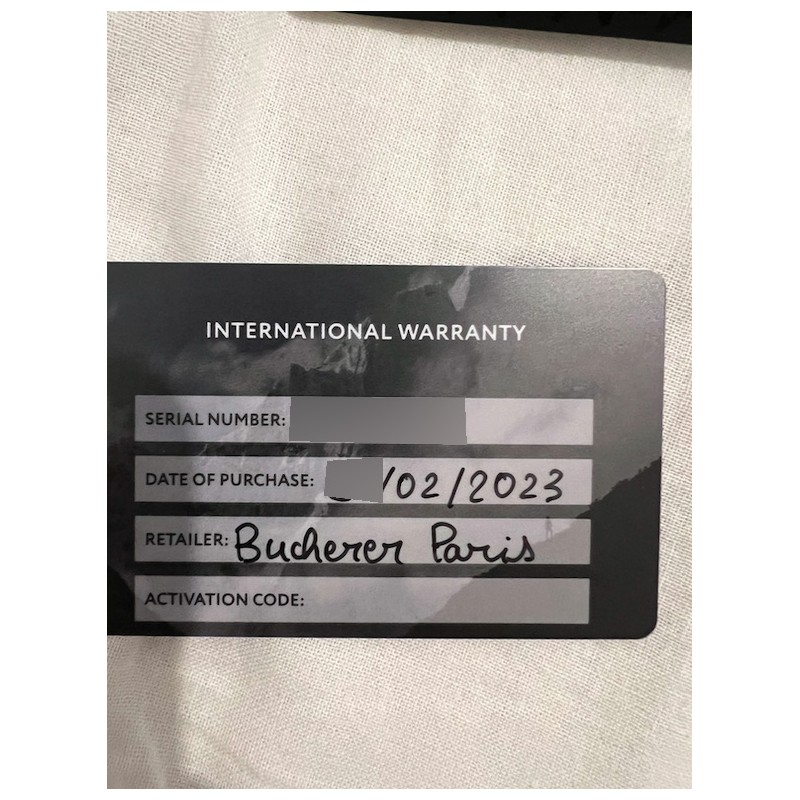 INTERNATIONAL WARRANTY
SERIAL NUMBER:
DATE OF PURCHASE: /02/2023
RETAILER: Bucherer Paris
ACTIVATION CODE: